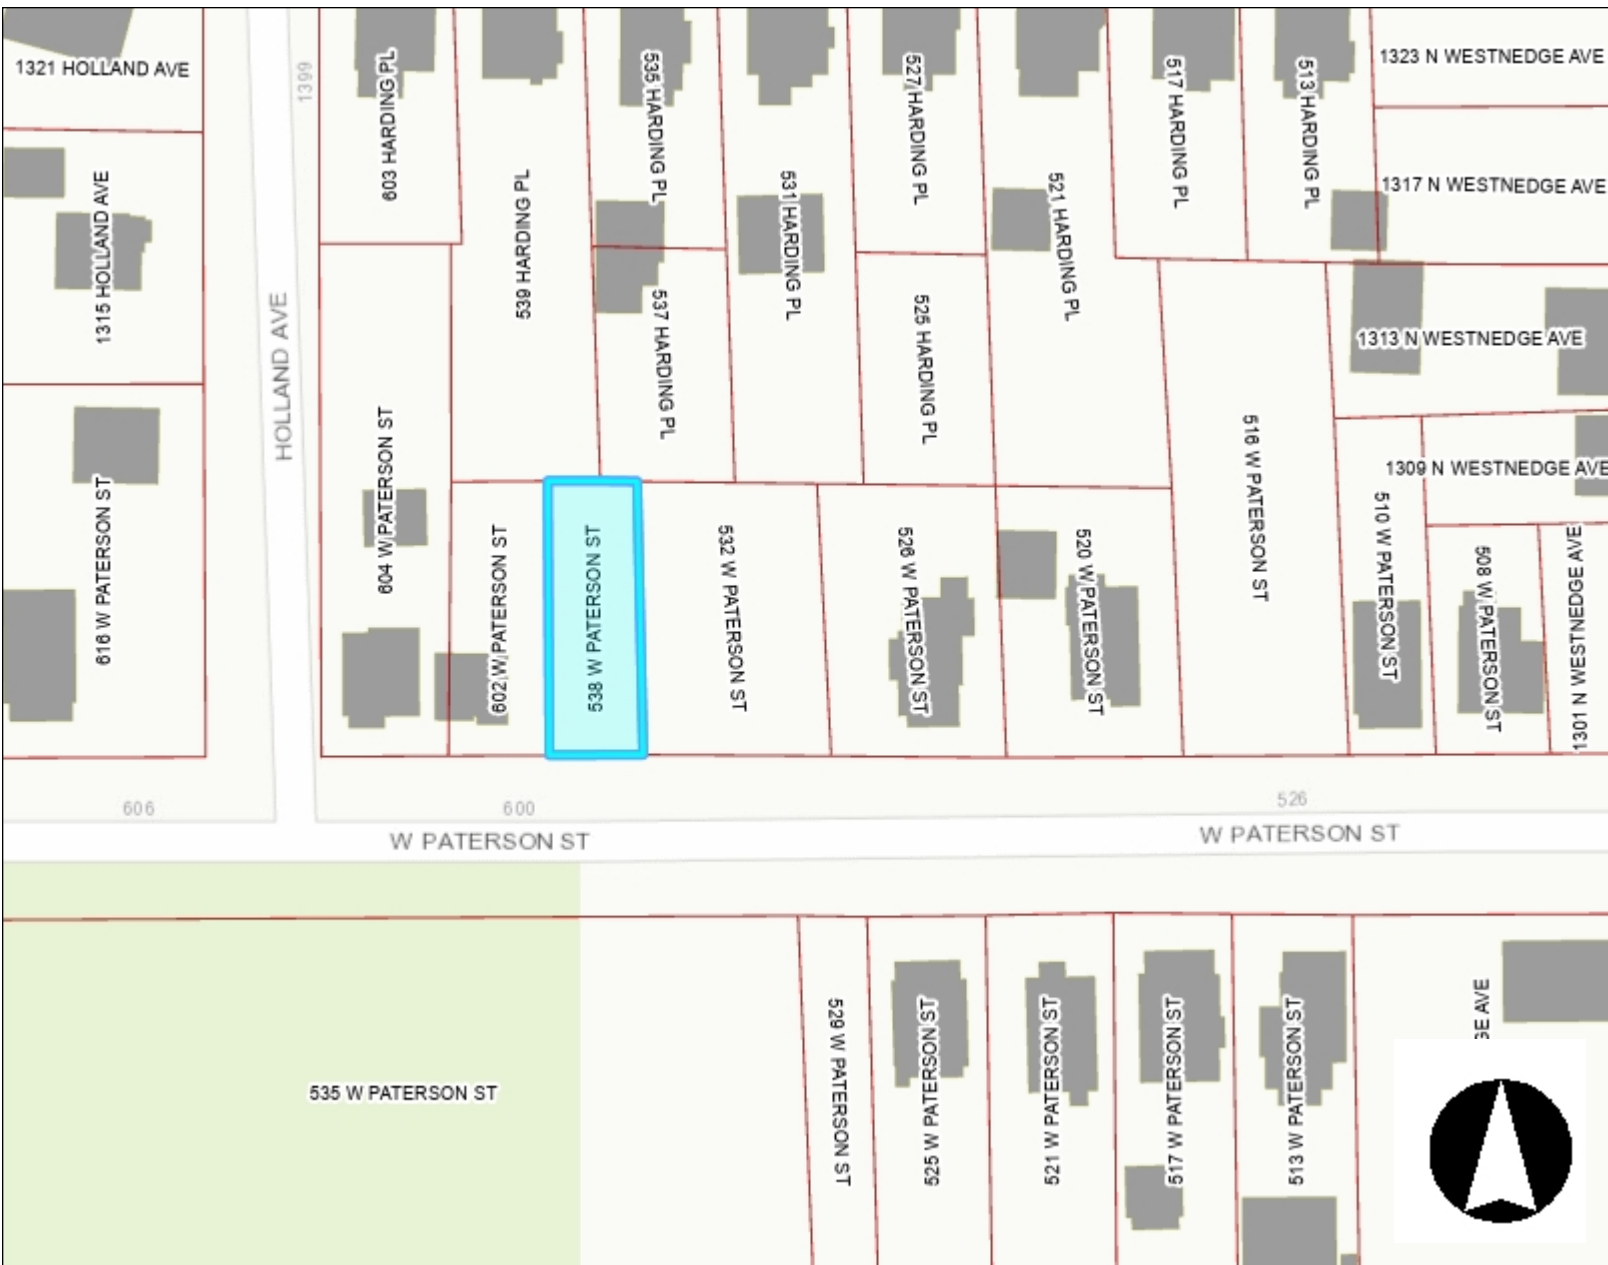 1321 HOLLAND AVE
1399
603 HARDING PL
535 HARDING PL
527 HARDING PL
517 HARDING PL
513 HARDING PL
1323 N WESTNEDGE AVE
1317 N WESTNEDGE AVE
1315 HOLLAND AVE
539 HARDING PL
531 HARDING PL
521 HARDING PL
HOLLAND AVE
537 HARDING PL
525 HARDING PL
1313 N WESTNEDGE AVE
616 W PATERSON ST
604 W PATERSON ST
602 W PATERSON ST
538 W PATERSON ST
532 W PATERSON ST
526 W PATERSON ST
520 W PATERSON ST
516 W PATERSON ST
1309 N WESTNEDGE AVE
510 W PATERSON ST
508 W PATERSON ST
1301 N WESTNEDGE AVE
606
600
526
W PATERSON ST
W PATERSON ST
535 W PATERSON ST
529 W PATERSON ST
525 W PATERSON ST
521 W PATERSON ST
517 W PATERSON ST
513 W PATERSON ST
GE AVE